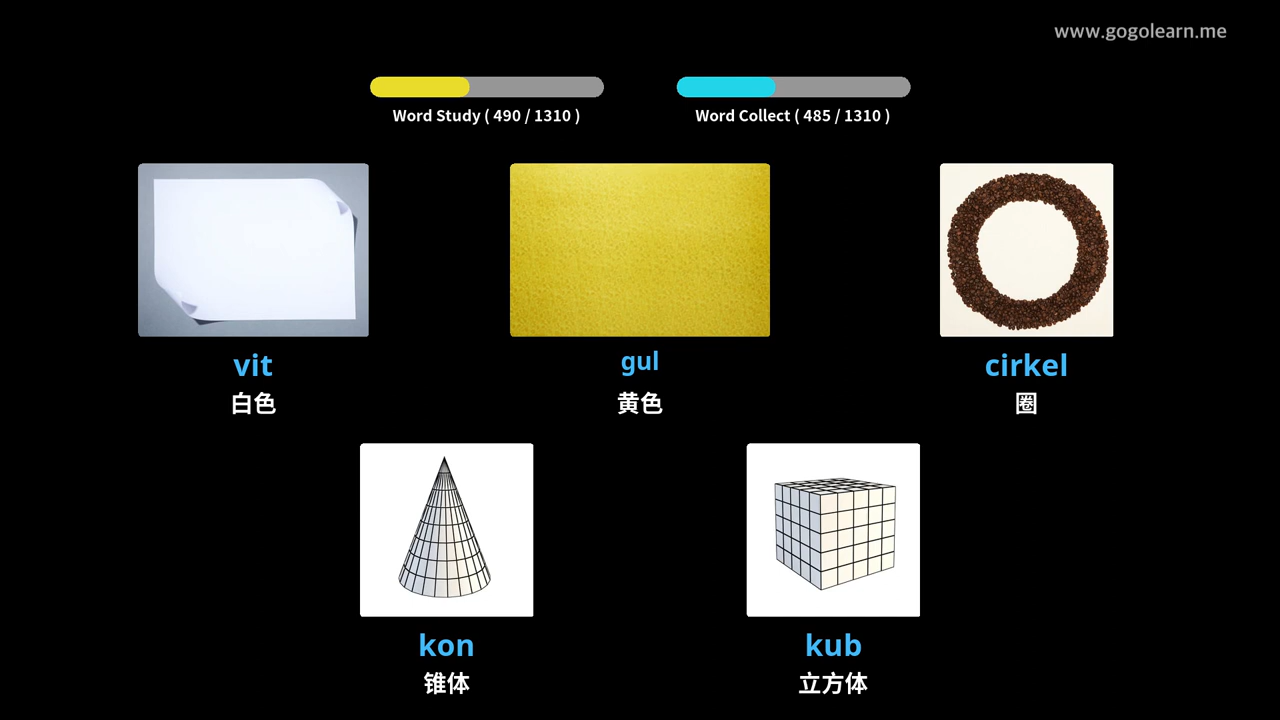 www.gogolearn.me
Word Study ( 490 / 1310 )
Word Collect ( 485 / 1310 )
vit
白色
gul
黄色
cirkel
圈
kon
锥体
kub
立方体